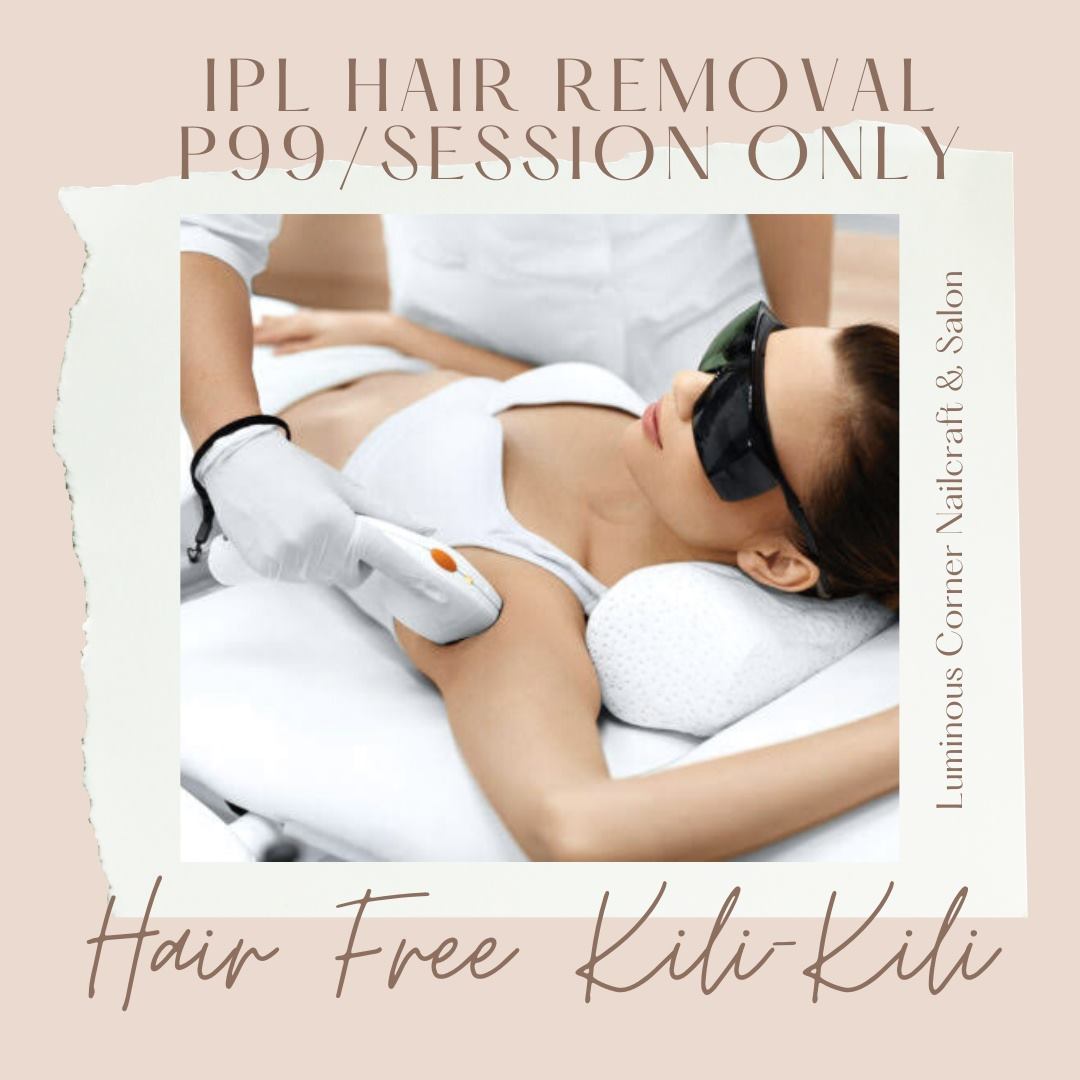 IPL HAIR REMOVAL
P99/SESSION ONLY
Luminous Corner Nailcraft & Salon
Hair Free Kili-Kili